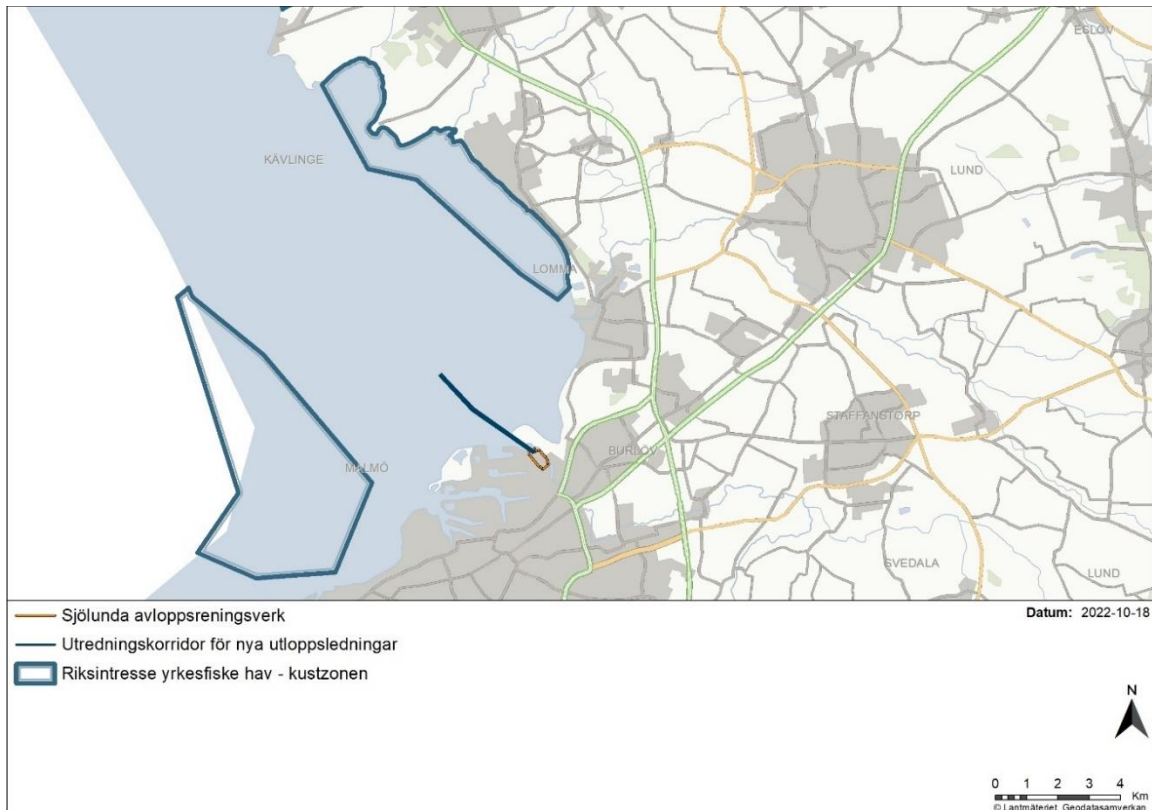 ESLÖV
KÄVLINGE
LUND
LOMMA
STAFFANSTORP
BURLÖV
MALMÖ
SVEDALA
LUND
Sjölunda avloppsreningsverk
Datum: 2022-10-18
Utredningskorridor för nya utloppsledningar
Riksintresse yrkesfiske hav - kustzonen
N
0 1 2 3 4
Km
© Lantmäteriet, Geodatasamverkan